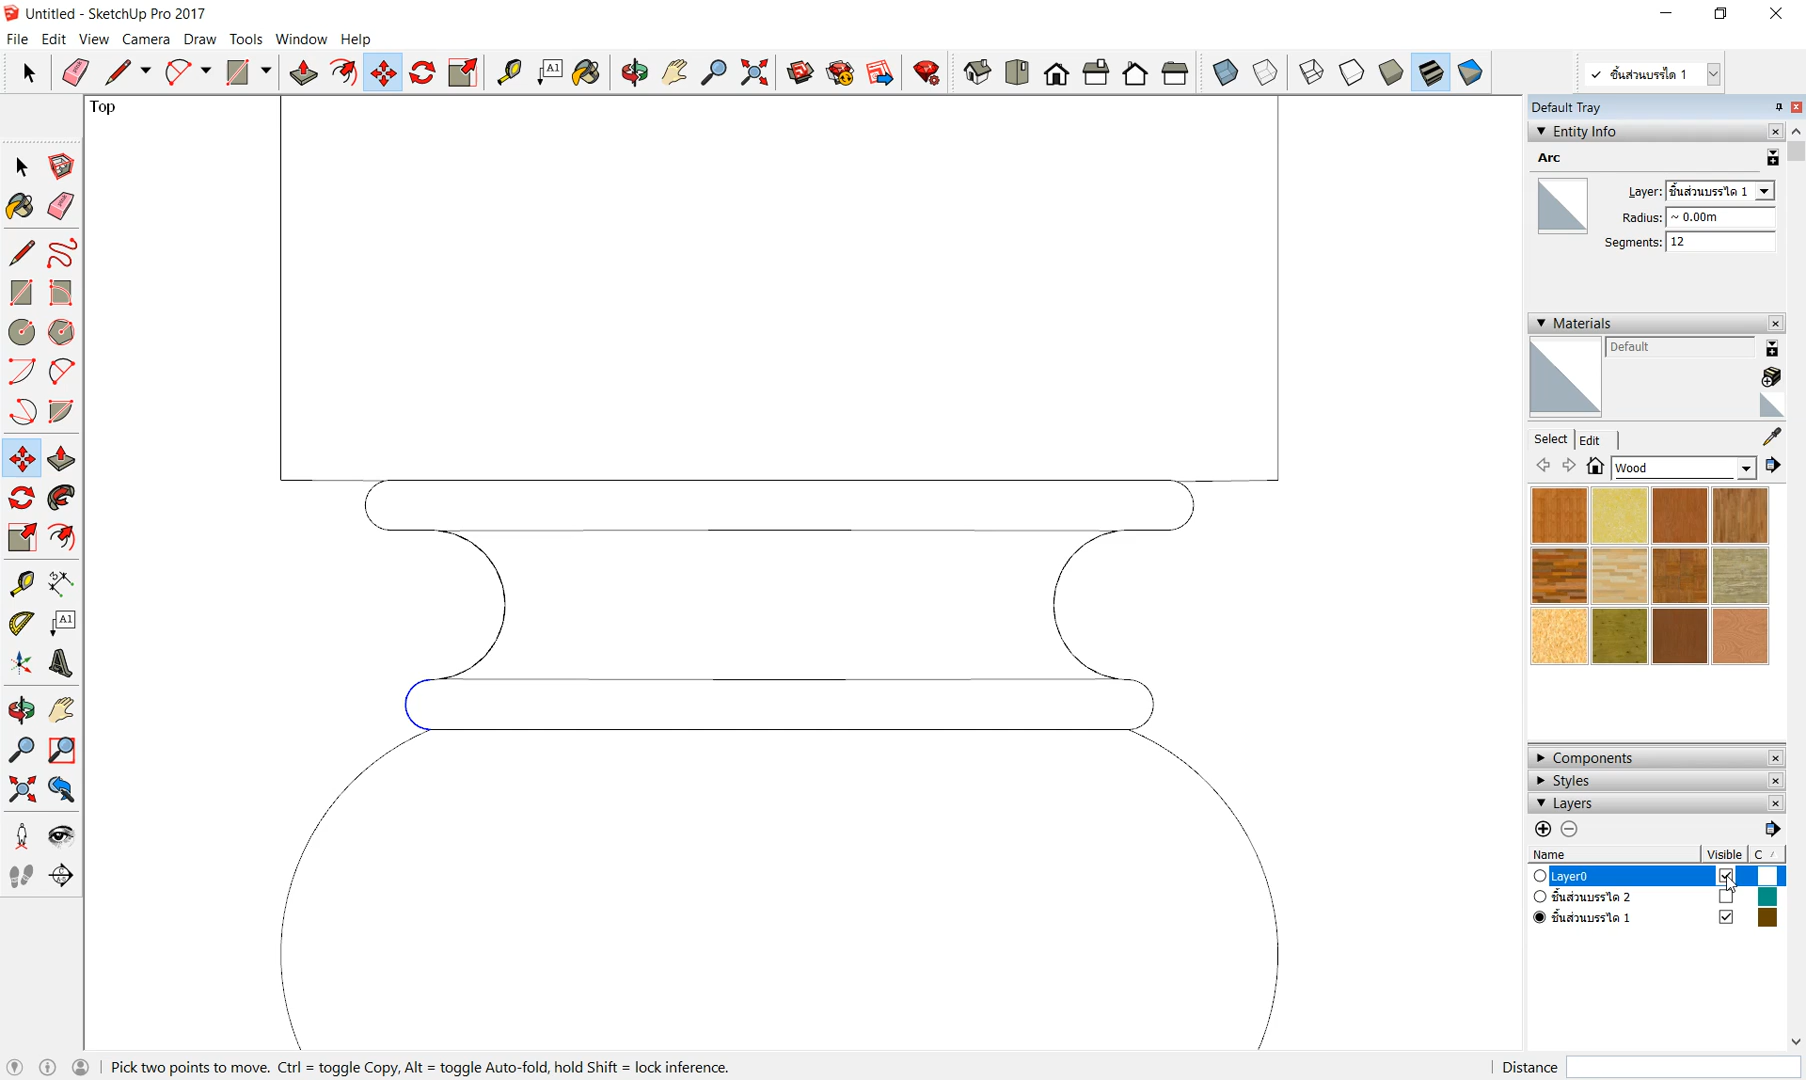 Untitled - SketchUp Pro 2017
File Edit View Camera Draw Tools Window Help
A1
✓ ชิ้นส่วนบรรได 1
Top
Default Tray
Entity Info
Arc
Layer: ชิ้นส่วนบรรได 1
Radius: ~ 0.00m
Segments: 12
Materials
Default
Select Edit
Wood
3
A1
Components
Styles
Layers
Name Visible C
Layer0
ชิ้นส่วนบรรได 2
ชิ้นส่วนบรรได 1
Pick two points to move. Ctrl = toggle Copy, Alt = toggle Auto-fold, hold Shift = lock inference.
Distance